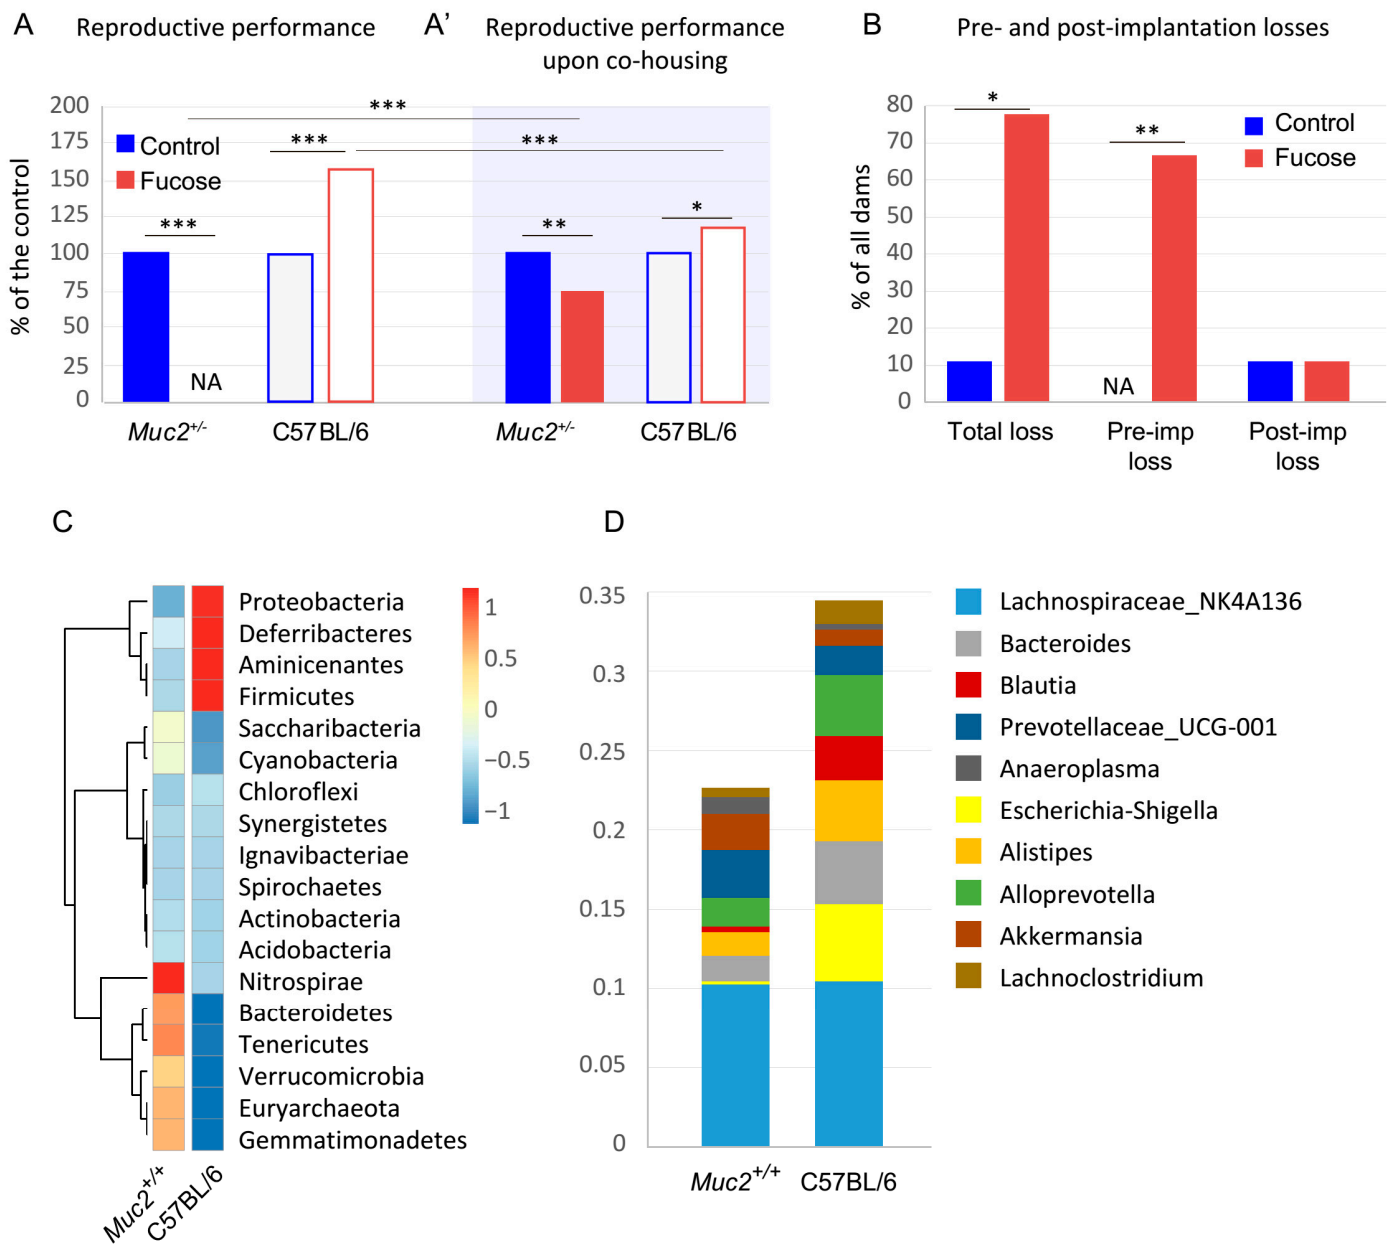 A
Reproductive performance
A’
Reproductive performance
upon co-housing
B
Pre- and post-implantation losses
% of the control
200
175
150
125
100
75
50
25
0
Control
Fucose
***
***
***
***
**
*
NA
Muc2+/-
C57BL/6
Muc2+/-
C57BL/6
% of all dams
80
70
60
50
40
30
20
10
0
*
**
Control
Fucose
NA
Total loss
Pre-imp
loss
Post-imp
loss
C
Proteobacteria
Deferribacteres
Aminicenantes
Firmicutes
Saccharibacteria
Cyanobacteria
Chloroflexi
Synergistetes
Ignavibacteriae
Spirochaetes
Actinobacteria
Acidobacteria
Nitrospirae
Bacteroidetes
Tenericutes
Verrucomicrobia
Euryarchaeota
Gemmatimonadetes
Muc2+/+
C57BL/6
1
0.5
0
−0.5
−1
D
0.35
0.3
0.25
0.2
0.15
0.1
0.05
0
Muc2+/+
C57BL/6
Lachnospiraceae_NK4A136
Bacteroides
Blautia
Prevotellaceae_UCG-001
Anaeroplasma
Escherichia-Shigella
Alistipes
Alloprevotella
Akkermansia
Lachnoclostridium